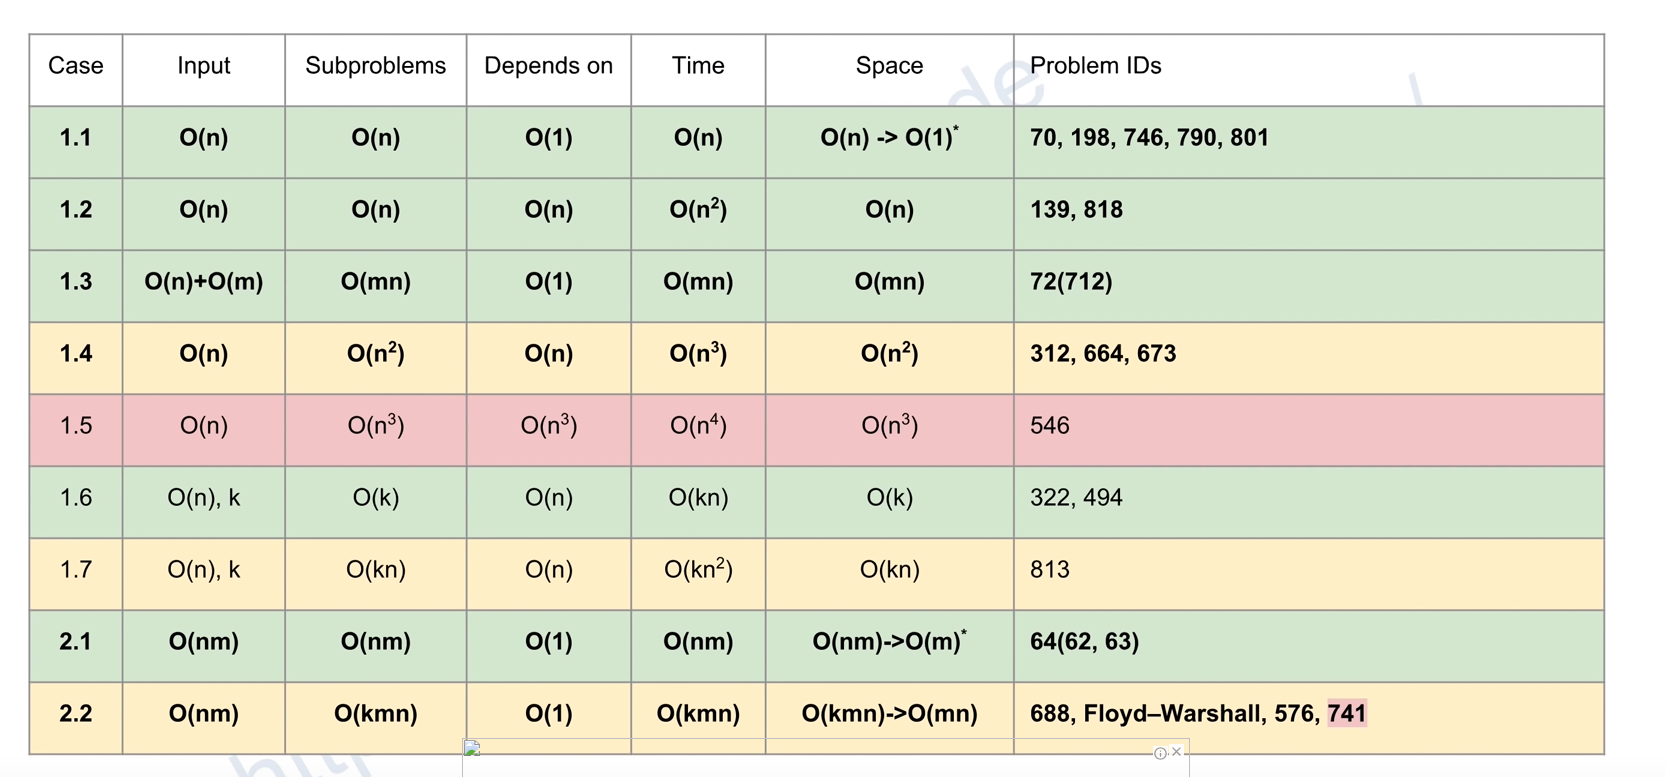 Case Input Subproblems Depends on Time Space Problem IDs
1.1 O(n) O(n) O(1) O(n) O(n) -> O(1)* 70, 198, 746, 790, 801
1.2 O(n) O(n) O(n) O(n²) O(n) 139, 818
1.3 O(n)+O(m) O(mn) O(1) O(mn) O(mn) 72(712)
1.4 O(n) O(n²) O(n) O(n³) O(n²) 312, 664, 673
1.5 O(n) O(n³) O(n³) O(n⁴) O(n³) 546
1.6 O(n), k O(k) O(n) O(kn) O(k) 322, 494
1.7 O(n), k O(kn) O(n) O(kn²) O(kn) 813
2.1 O(nm) O(nm) O(1) O(nm) O(nm)->O(m)* 64(62, 63)
2.2 O(nm) O(kmn) O(1) O(kmn) O(kmn)->O(mn) 688, Floyd–Warshall, 576, 741